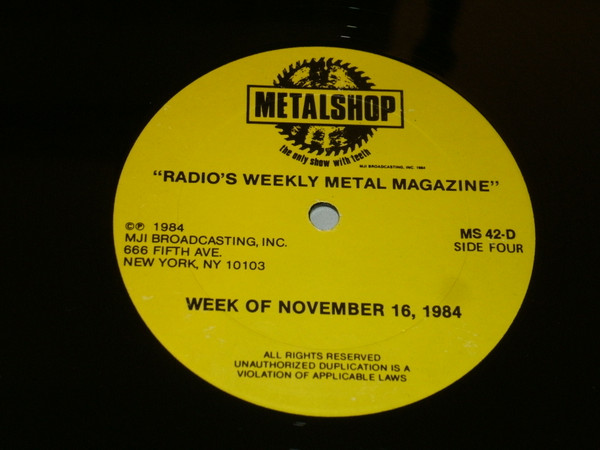 METALSHOP
the only show with teeth
MJI BROADCASTING, INC. 1984
"RADIO'S WEEKLY METAL MAGAZINE"
©℗ 1984
MJI BROADCASTING, INC.
666 FIFTH AVE.
NEW YORK, NY 10103
MS 42-D
SIDE FOUR
WEEK OF NOVEMBER 16, 1984
ALL RIGHTS RESERVED
UNAUTHORIZED DUPLICATION IS A
VIOLATION OF APPLICABLE LAWS